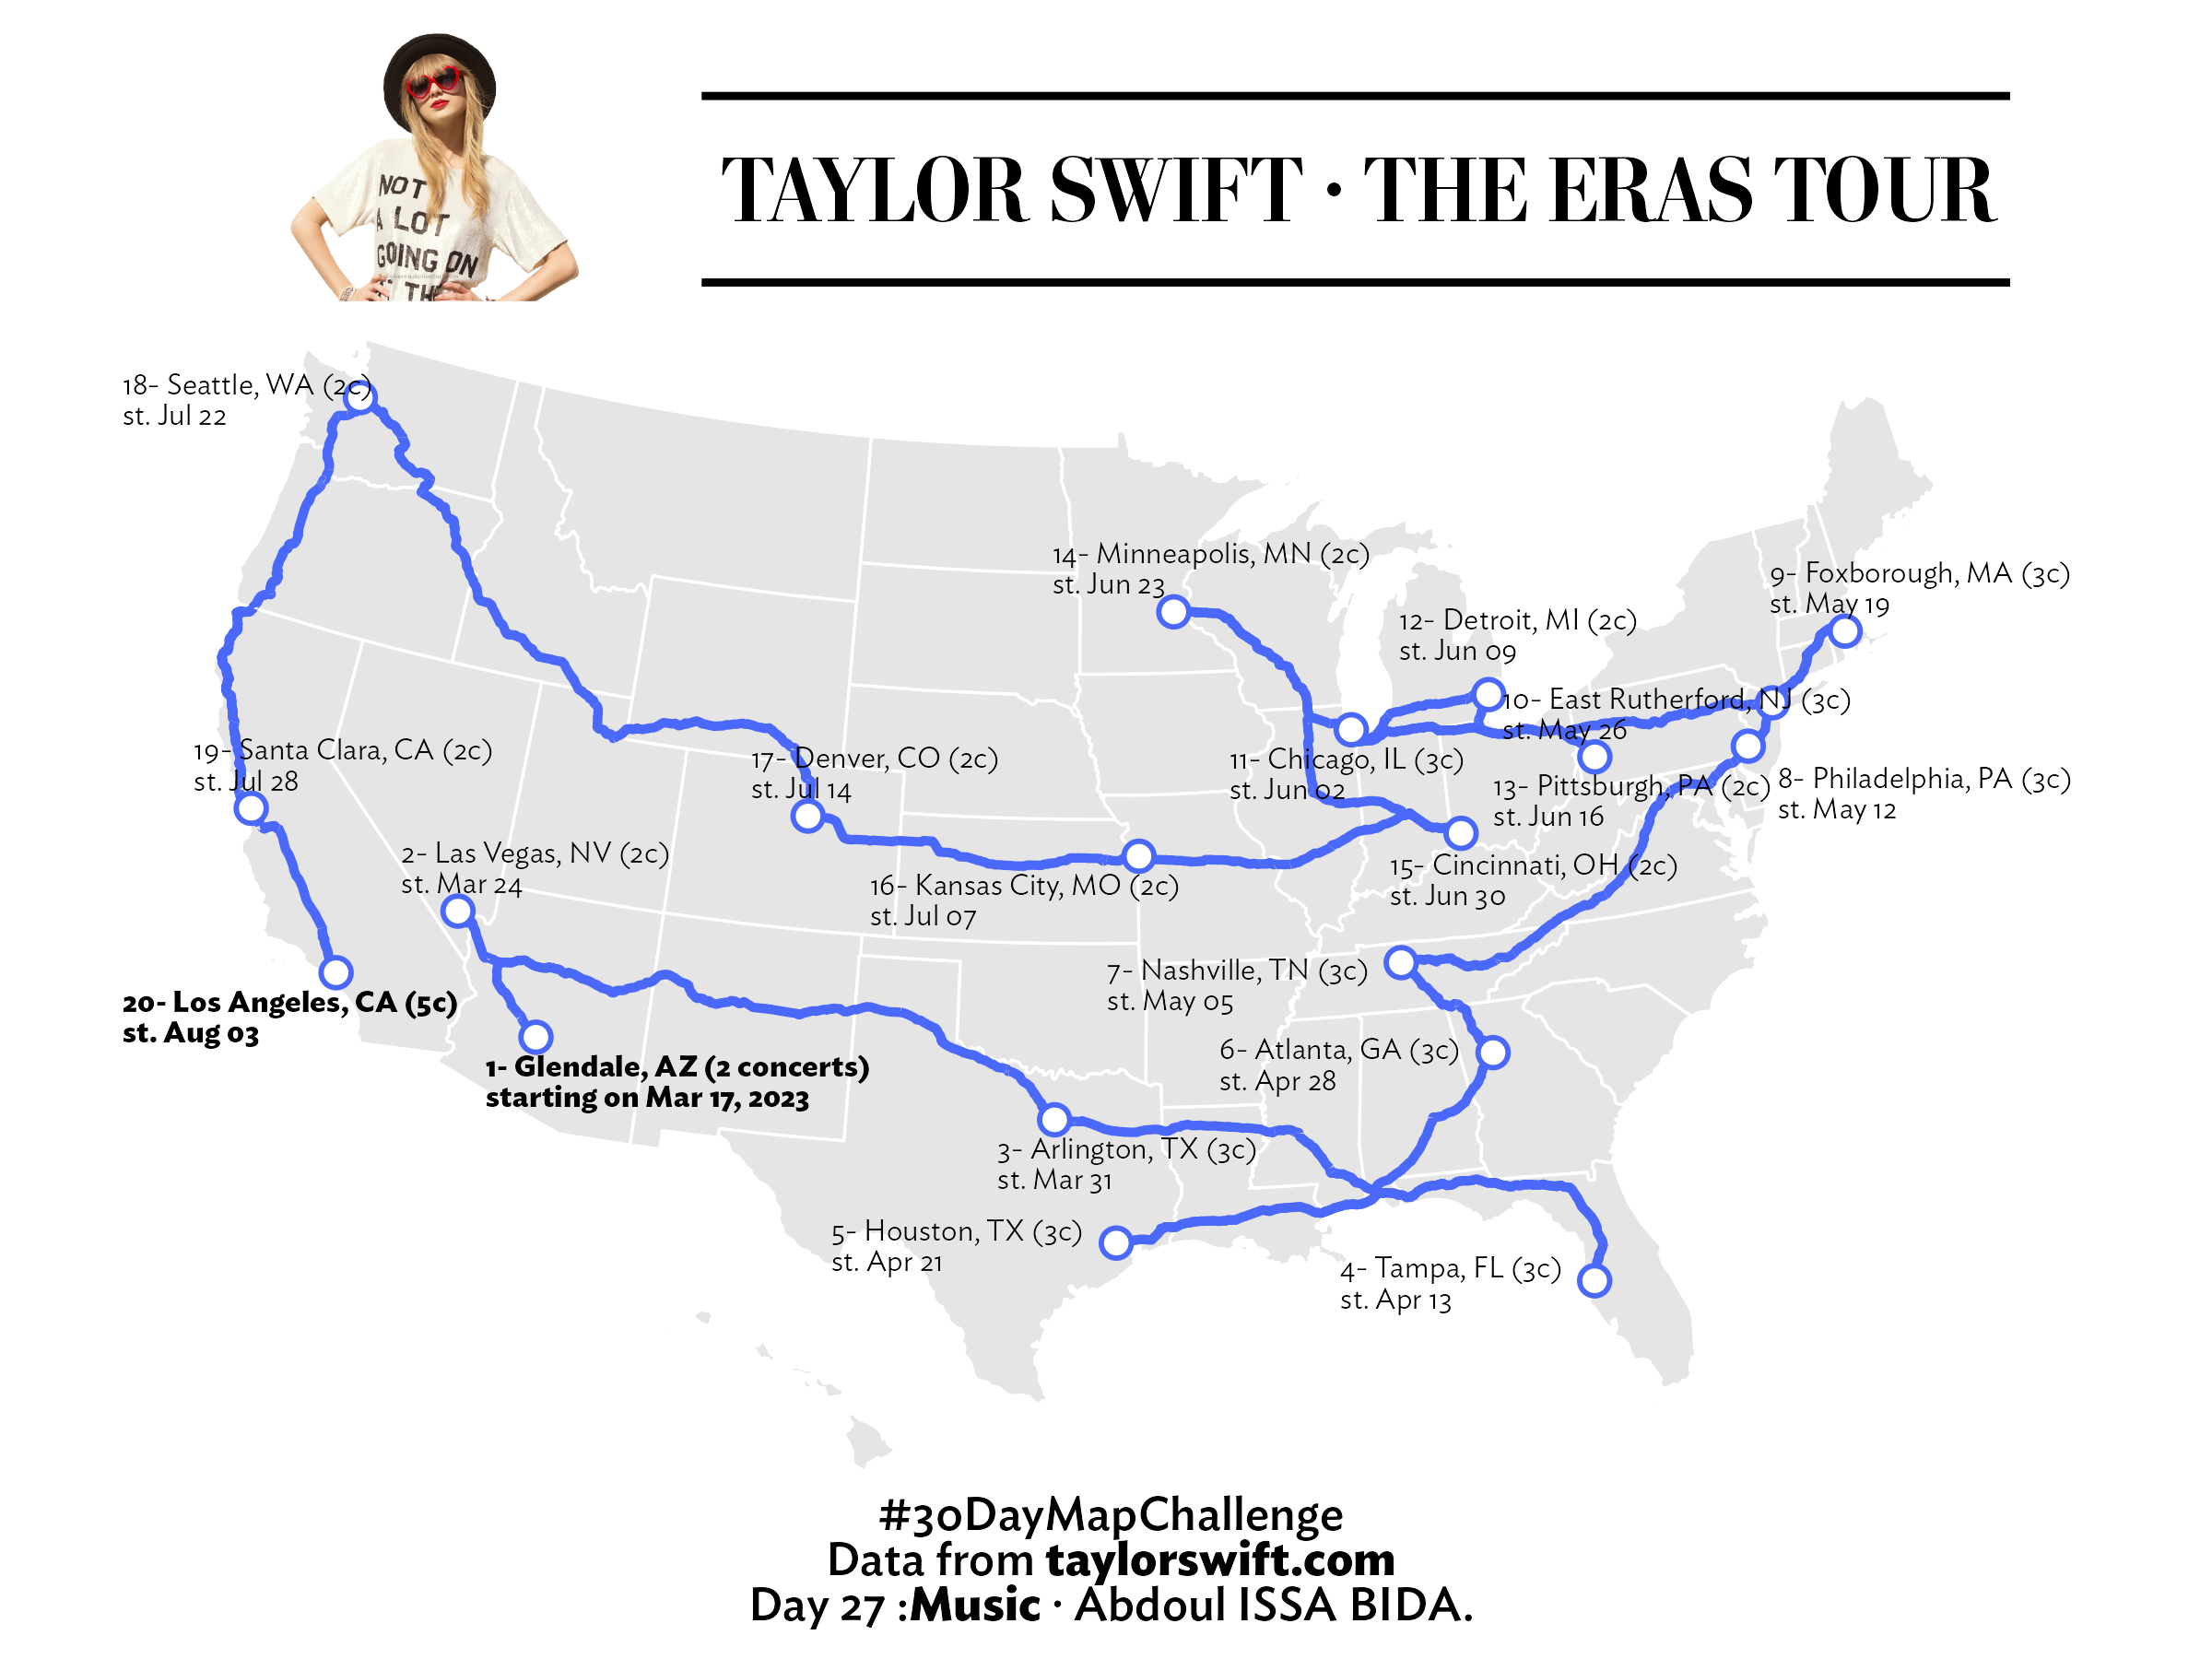 NOT
A LOT
GOING ON
TAYLOR SWIFT · THE ERAS TOUR
18- Seattle, WA (2c)
st. Jul 22
14- Minneapolis, MN (2c)
st. Jun 23
9- Foxborough, MA (3c)
st. May 19
12- Detroit, MI (2c)
st. Jun 09
10- East Rutherford, NJ (3c)
st. May 26
19- Santa Clara, CA (2c)
st. Jul 28
17- Denver, CO (2c)
st. Jul 14
11- Chicago, IL (3c)
st. Jun 02
13- Pittsburgh, PA (2c)
st. Jun 16
8- Philadelphia, PA (3c)
st. May 12
2- Las Vegas, NV (2c)
st. Mar 24
16- Kansas City, MO (2c)
st. Jul 07
15- Cincinnati, OH (2c)
st. Jun 30
7- Nashville, TN (3c)
st. May 05
20- Los Angeles, CA (5c)
st. Aug 03
1- Glendale, AZ (2 concerts)
starting on Mar 17, 2023
6- Atlanta, GA (3c)
st. Apr 28
3- Arlington, TX (3c)
st. Mar 31
5- Houston, TX (3c)
st. Apr 21
4- Tampa, FL (3c)
st. Apr 13
#30DayMapChallenge
Data from taylorswift.com
Day 27 :Music · Abdoul ISSA BIDA.